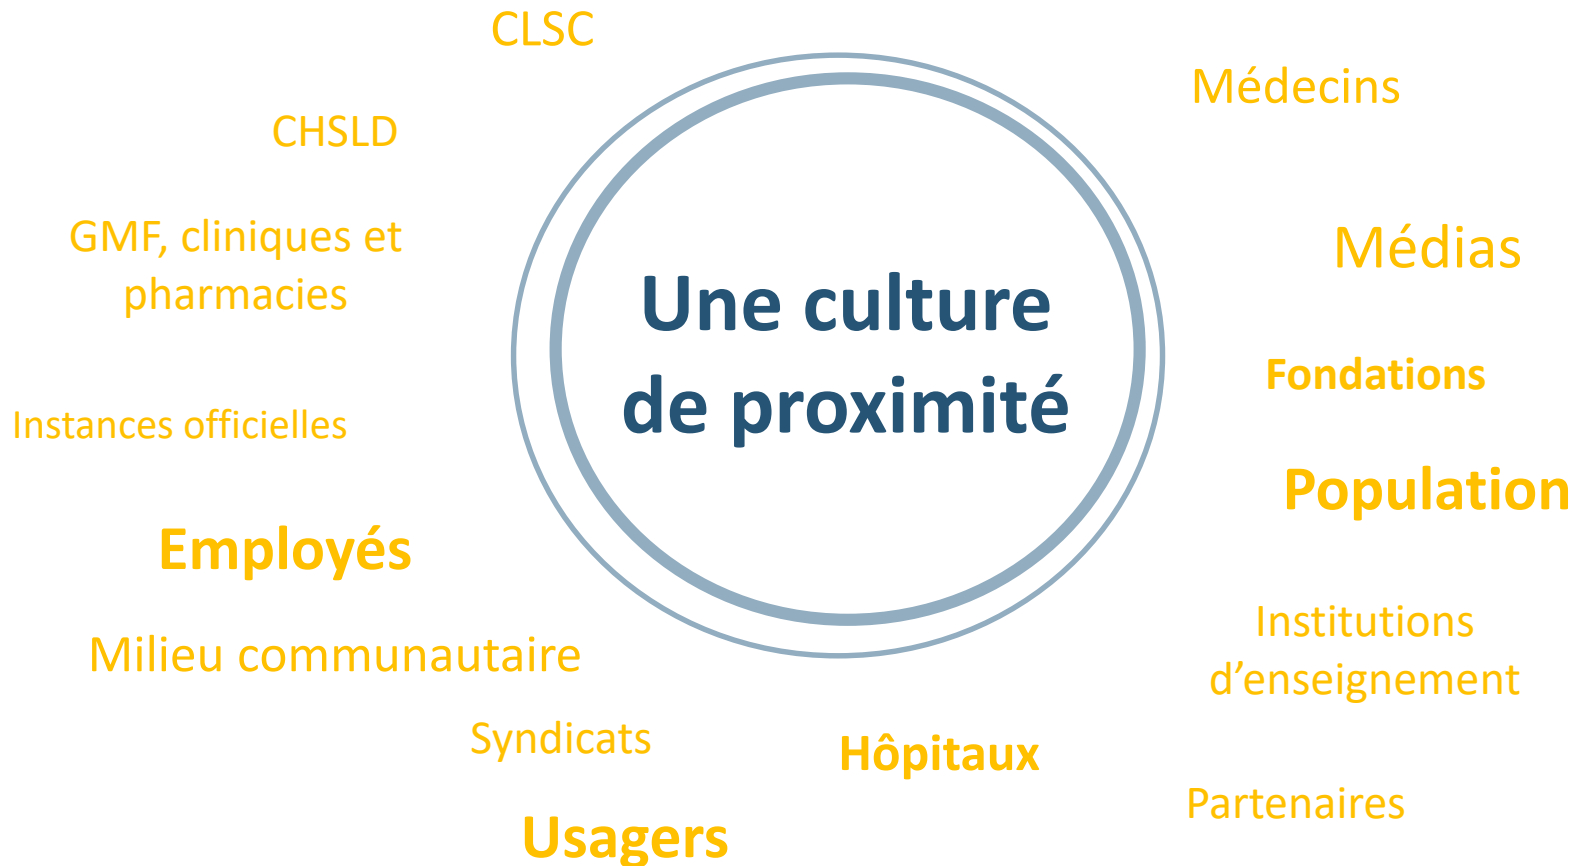 CLSC
Médecins
CHSLD
GMF, cliniques et
pharmacies
Médias
Une culture
de proximité
Fondations
Instances officielles
Population
Employés
Institutions
d’enseignement
Milieu communautaire
Syndicats
Hôpitaux
Partenaires
Usagers